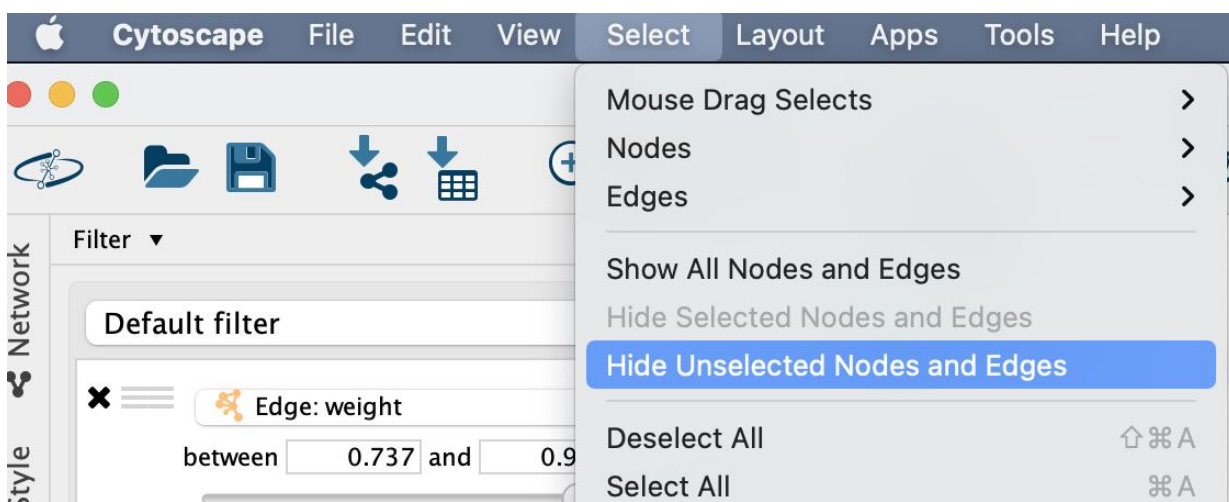 Cytoscape File Edit View Select Layout Apps Tools Help
Mouse Drag Selects
Nodes
Edges
Filter ▼
Show All Nodes and Edges
Hide Selected Nodes and Edges
Hide Unselected Nodes and Edges
Deselect All ⇧⌘A
Select All ⌘A
Network
Style
Default filter
Edge: weight
between 0.737 and 0.9